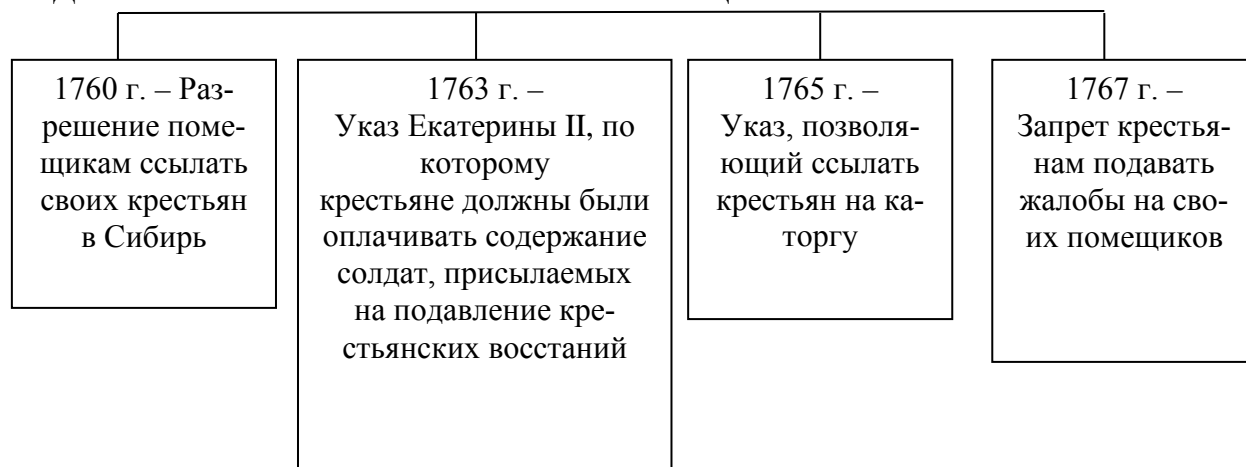 1760 г. – Раз-
решение поме-
щикам ссылать
своих крестьян
в Сибирь
1763 г. –
Указ Екатерины II, по
которому
крестьяне должны были
оплачивать содержание
солдат, присылаемых
на подавление кре-
стьянских восстаний
1765 г. –
Указ, позволя-
ющий ссылать
крестьян на ка-
торгу
1767 г. –
Запрет крестья-
нам подавать
жалобы на сво-
их помещиков